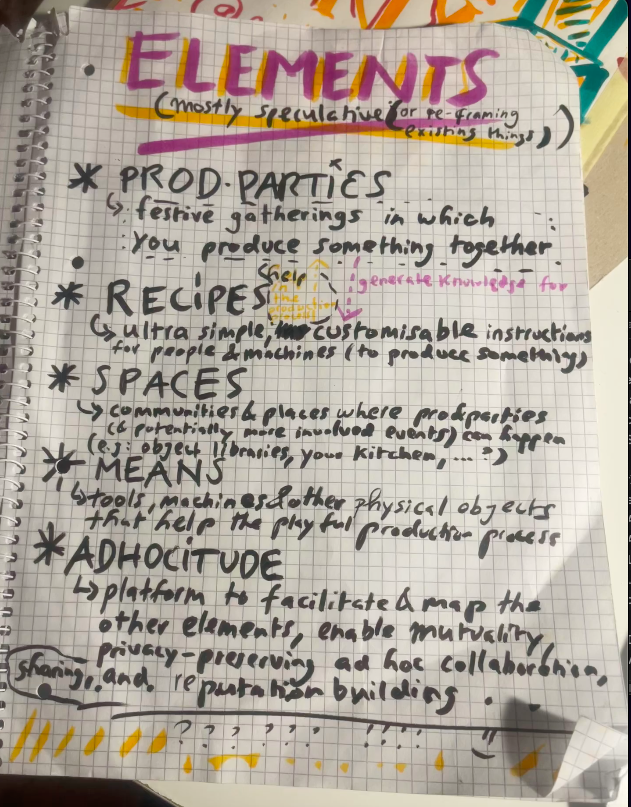 ELEMENTS
(mostly speculative (or re-framing
existing things))
* PROD·PARTIES
↳ festive gatherings in which
you produce something together.
help
in
the
production
process
generate knowledge for
* RECIPES
↳ ultra simple, customisable instructions
for people & machines (to produce something)
* SPACES
↳ communities & places where prodparties
(& potentially more involved events) can happen
(e.g: object libraries, your kitchen, ...?)
* MEANS
↳ tools, machines & other physical objects
that help the playful production process
* ADHOCITUDE
↳ platform to facilitate & map the
other elements, enable mutuality,
privacy-preserving ad hoc collaboration,
sharing, and reputation building.
? ? ? ? ? ? ! ! ! !